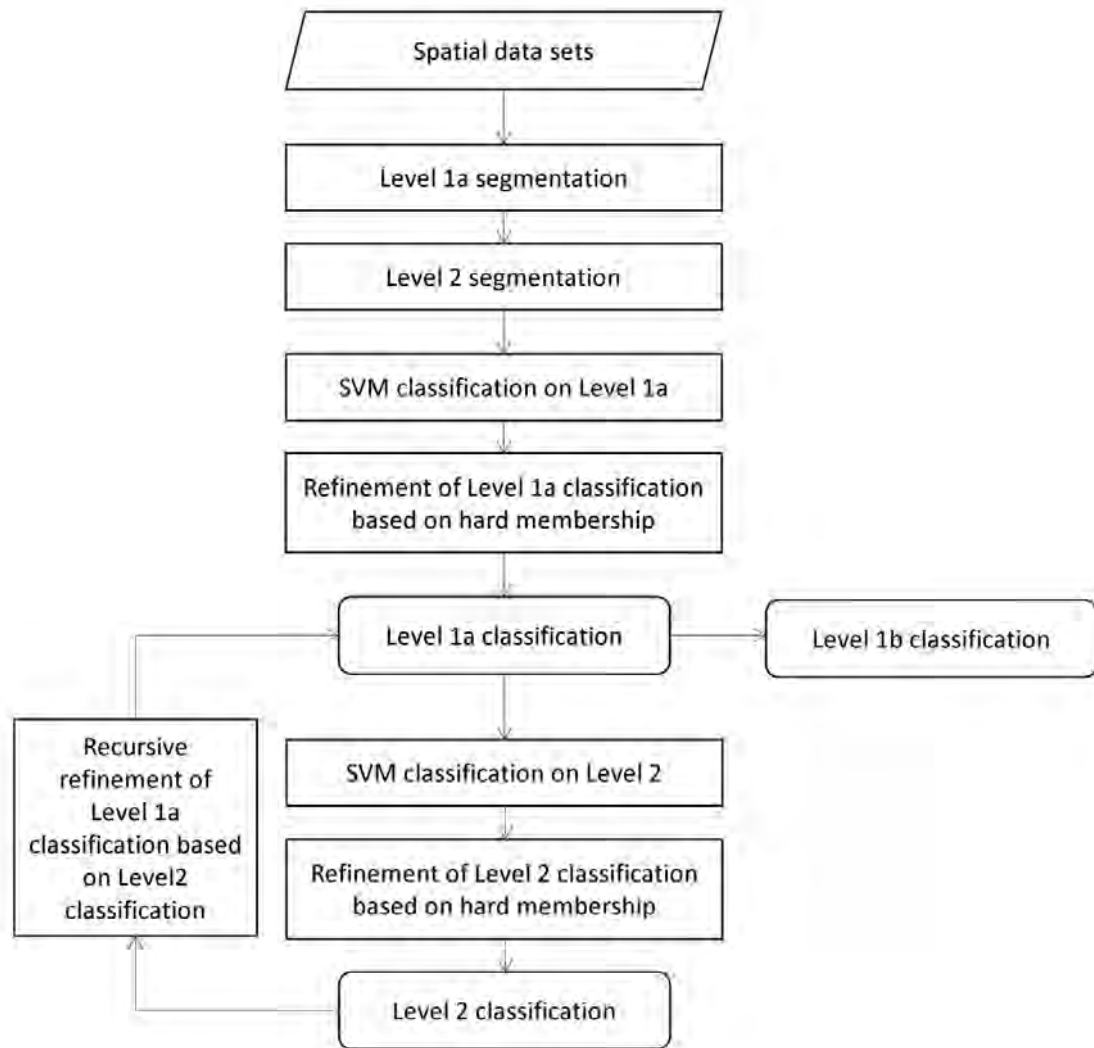 Spatial data sets
Level 1a segmentation
Level 2 segmentation
SVM classification on Level 1a
Refinement of Level 1a classification
based on hard membership
Level 1a classification
Level 1b classification
Recursive
refinement of
Level 1a
classification based
on Level2
classification
SVM classification on Level 2
Refinement of Level 2 classification
based on hard membership
Level 2 classification